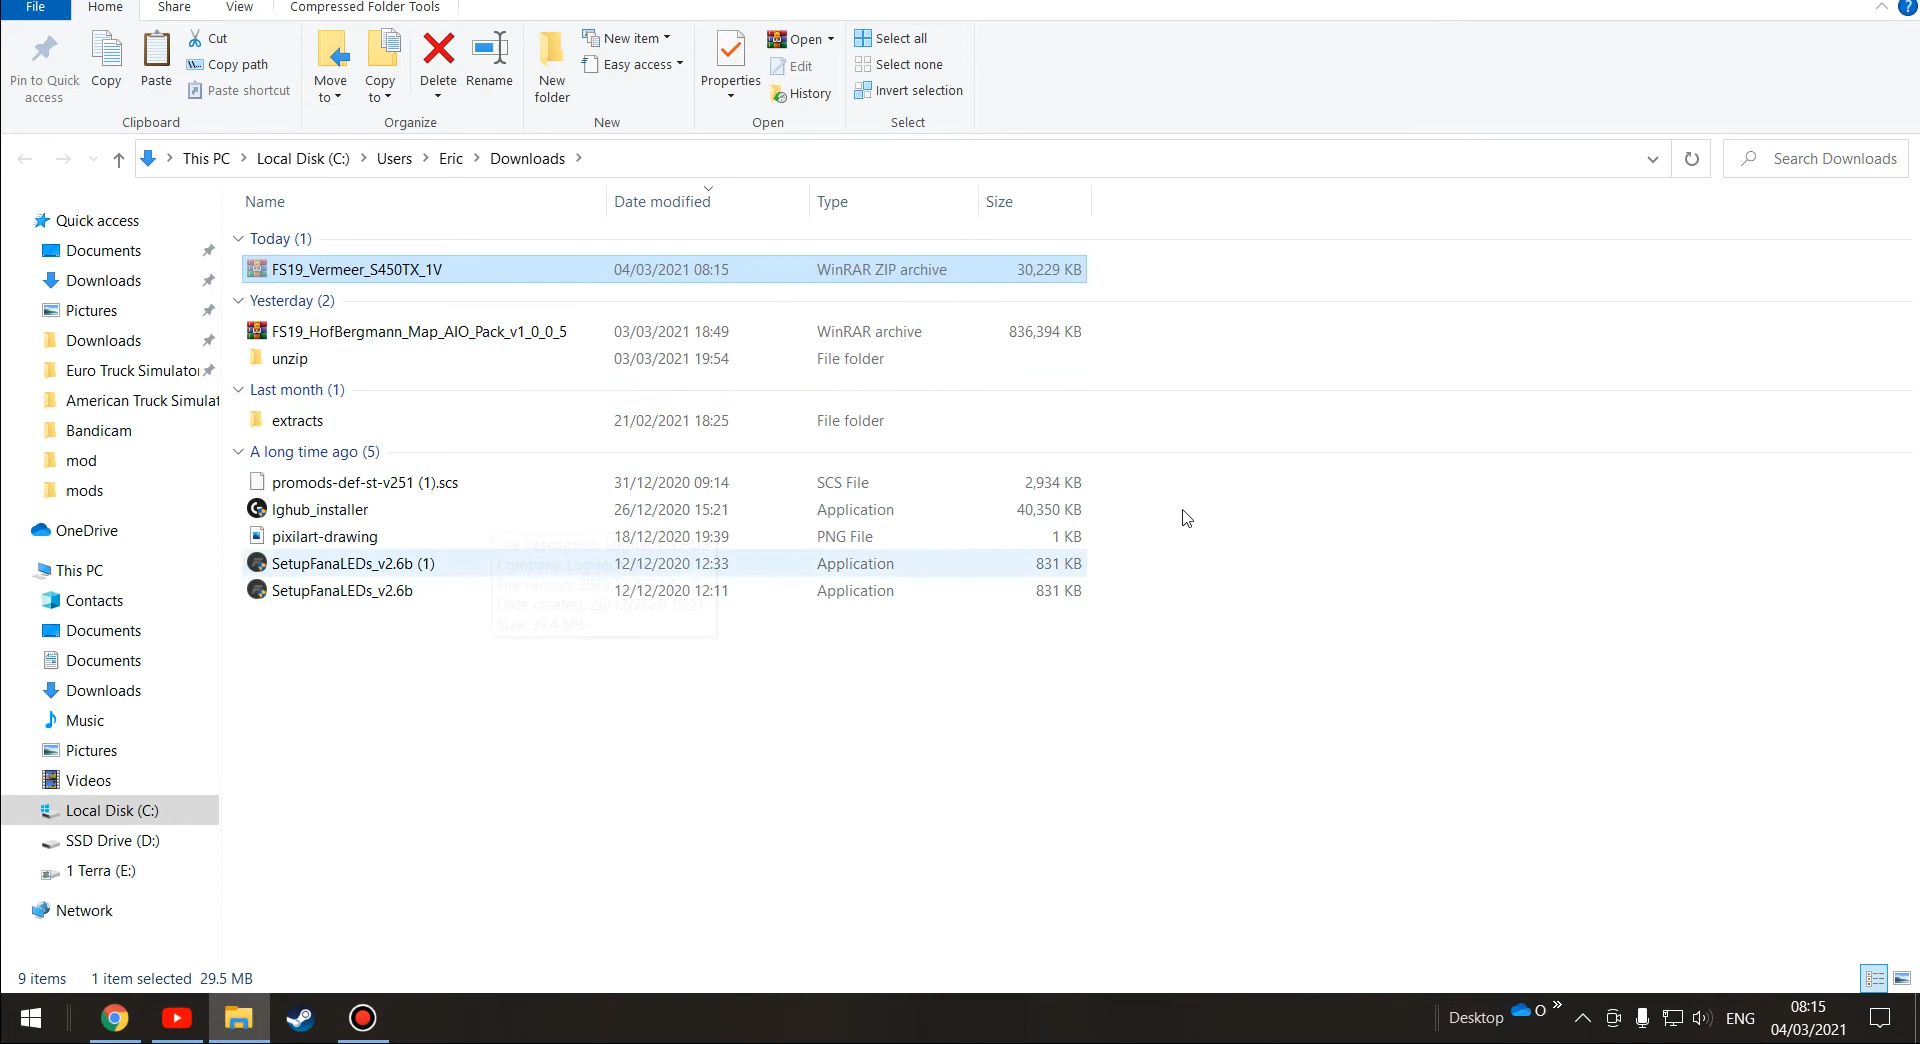 File Home Share View Compressed Folder Tools
Pin to Quick access
Copy
Paste
Cut
Copy path
Paste shortcut
Clipboard
Move to
Copy to
Delete
Rename
Organize
New folder
New item
Easy access
New
Properties
Open
Edit
History
Open
Select all
Select none
Invert selection
Select
This PC Local Disk (C:) Users Eric Downloads
Search Downloads
Name Date modified Type Size
Quick access
Documents
Downloads
Pictures
Downloads
Euro Truck Simulator
American Truck Simulat
Bandicam
mod
mods
OneDrive
This PC
Contacts
Documents
Documents
Downloads
Music
Pictures
Videos
Local Disk (C:)
SSD Drive (D:)
1 Terra (E:)
Network
Today (1)
FS19_Vermeer_S450TX_1V 04/03/2021 08:15 WinRAR ZIP archive 30,229 KB
Yesterday (2)
FS19_HofBergmann_Map_AIO_Pack_v1_0_0_5 03/03/2021 18:49 WinRAR archive 836,394 KB
unzip 03/03/2021 19:54 File folder
Last month (1)
extracts 21/02/2021 18:25 File folder
A long time ago (5)
promods-def-st-v251 (1).scs 31/12/2020 09:14 SCS File 2,934 KB
lghub_installer 26/12/2020 15:21 Application 40,350 KB
pixilart-drawing 18/12/2020 19:39 PNG File 1 KB
SetupFanaLEDs_v2.6b (1) 12/12/2020 12:33 Application 831 KB
SetupFanaLEDs_v2.6b 12/12/2020 12:11 Application 831 KB
Date created: 26/12/2020 15:21
Size: 39.4 MB
9 items 1 item selected 29.5 MB
Desktop O » ENG
08:15
04/03/2021